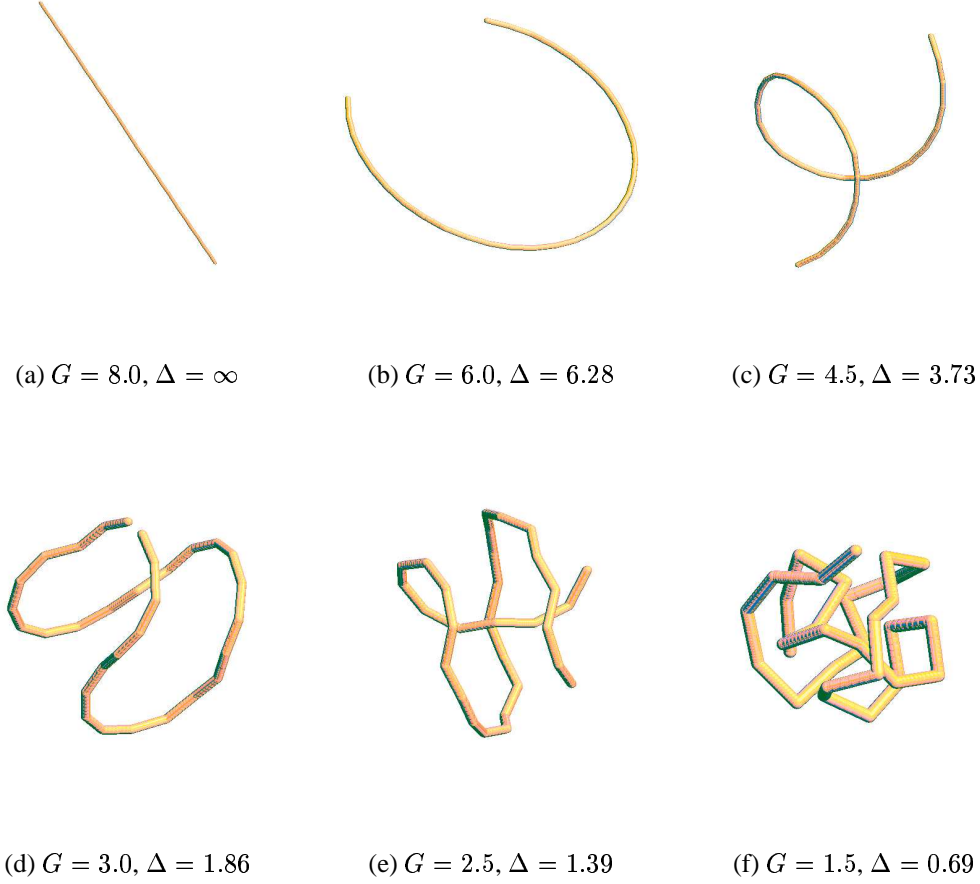 (a) G = 8.0, Δ = ∞
(b) G = 6.0, Δ = 6.28
(c) G = 4.5, Δ = 3.73
(d) G = 3.0, Δ = 1.86
(e) G = 2.5, Δ = 1.39
(f) G = 1.5, Δ = 0.69